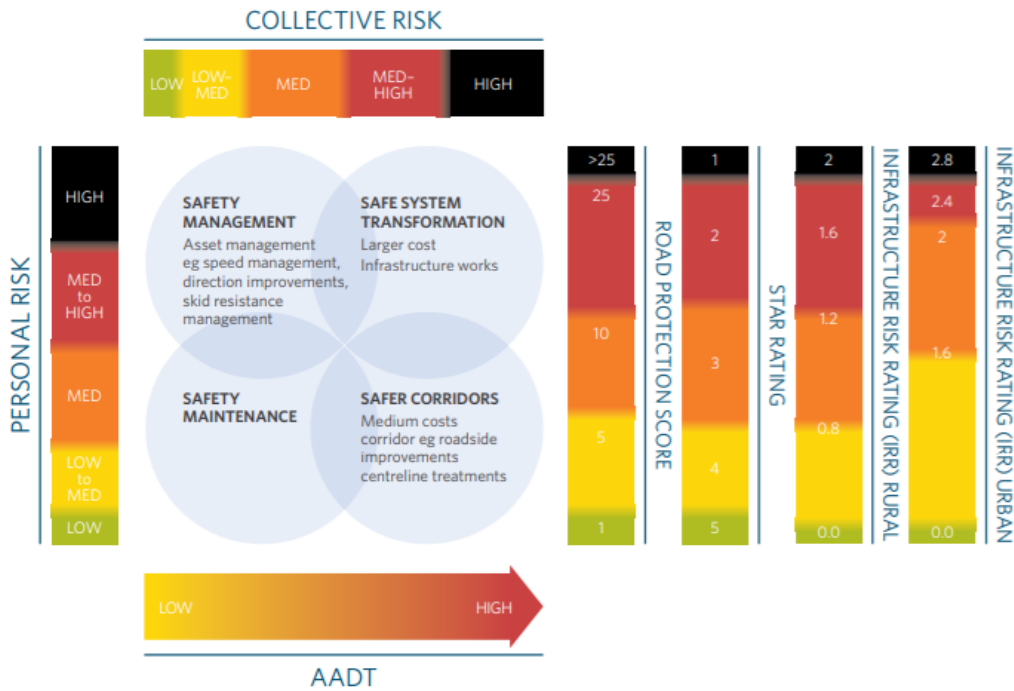 COLLECTIVE RISK
LOW
LOW–
MED
MED
MED–
HIGH
HIGH
PERSONAL RISK
HIGH
MED
to
HIGH
MED
LOW
to
MED
LOW
SAFETY
MANAGEMENT
Asset management
eg speed management,
direction improvements,
skid resistance
management
SAFE SYSTEM
TRANSFORMATION
Larger cost
Infrastructure works
SAFETY
MAINTENANCE
SAFER CORRIDORS
Medium costs
corridor eg roadside
improvements
centreline treatments
>25
25
10
5
1
ROAD PROTECTION SCORE
1
2
3
4
5
STAR RATING
2
1.6
1.2
0.8
0.0
INFRASTRUCTURE RISK RATING (IRR) RURAL
2.8
2.4
2
1.6
0.0
INFRASTRUCTURE RISK RATING (IRR) URBAN
LOW
HIGH
AADT